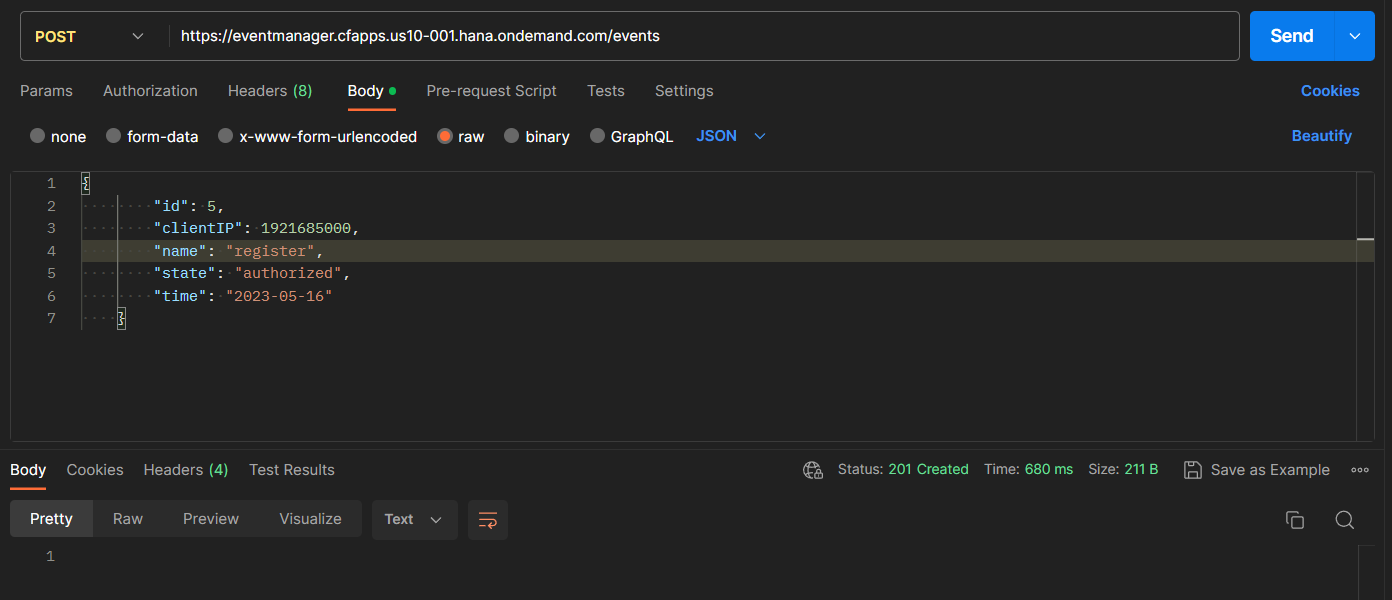 POST https://eventmanager.cfapps.us10-001.hana.ondemand.com/events Send
Params Authorization Headers (8) Body Pre-request Script Tests Settings Cookies
none form-data x-www-form-urlencoded raw binary GraphQL JSON Beautify
1 {
2 "id": 5,
3 "clientIP": 1921685000,
4 "name": "register",
5 "state": "authorized",
6 "time": "2023-05-16"
7 }
Body Cookies Headers (4) Test Results Status: 201 Created Time: 680 ms Size: 211 B Save as Example
Pretty Raw Preview Visualize Text
1